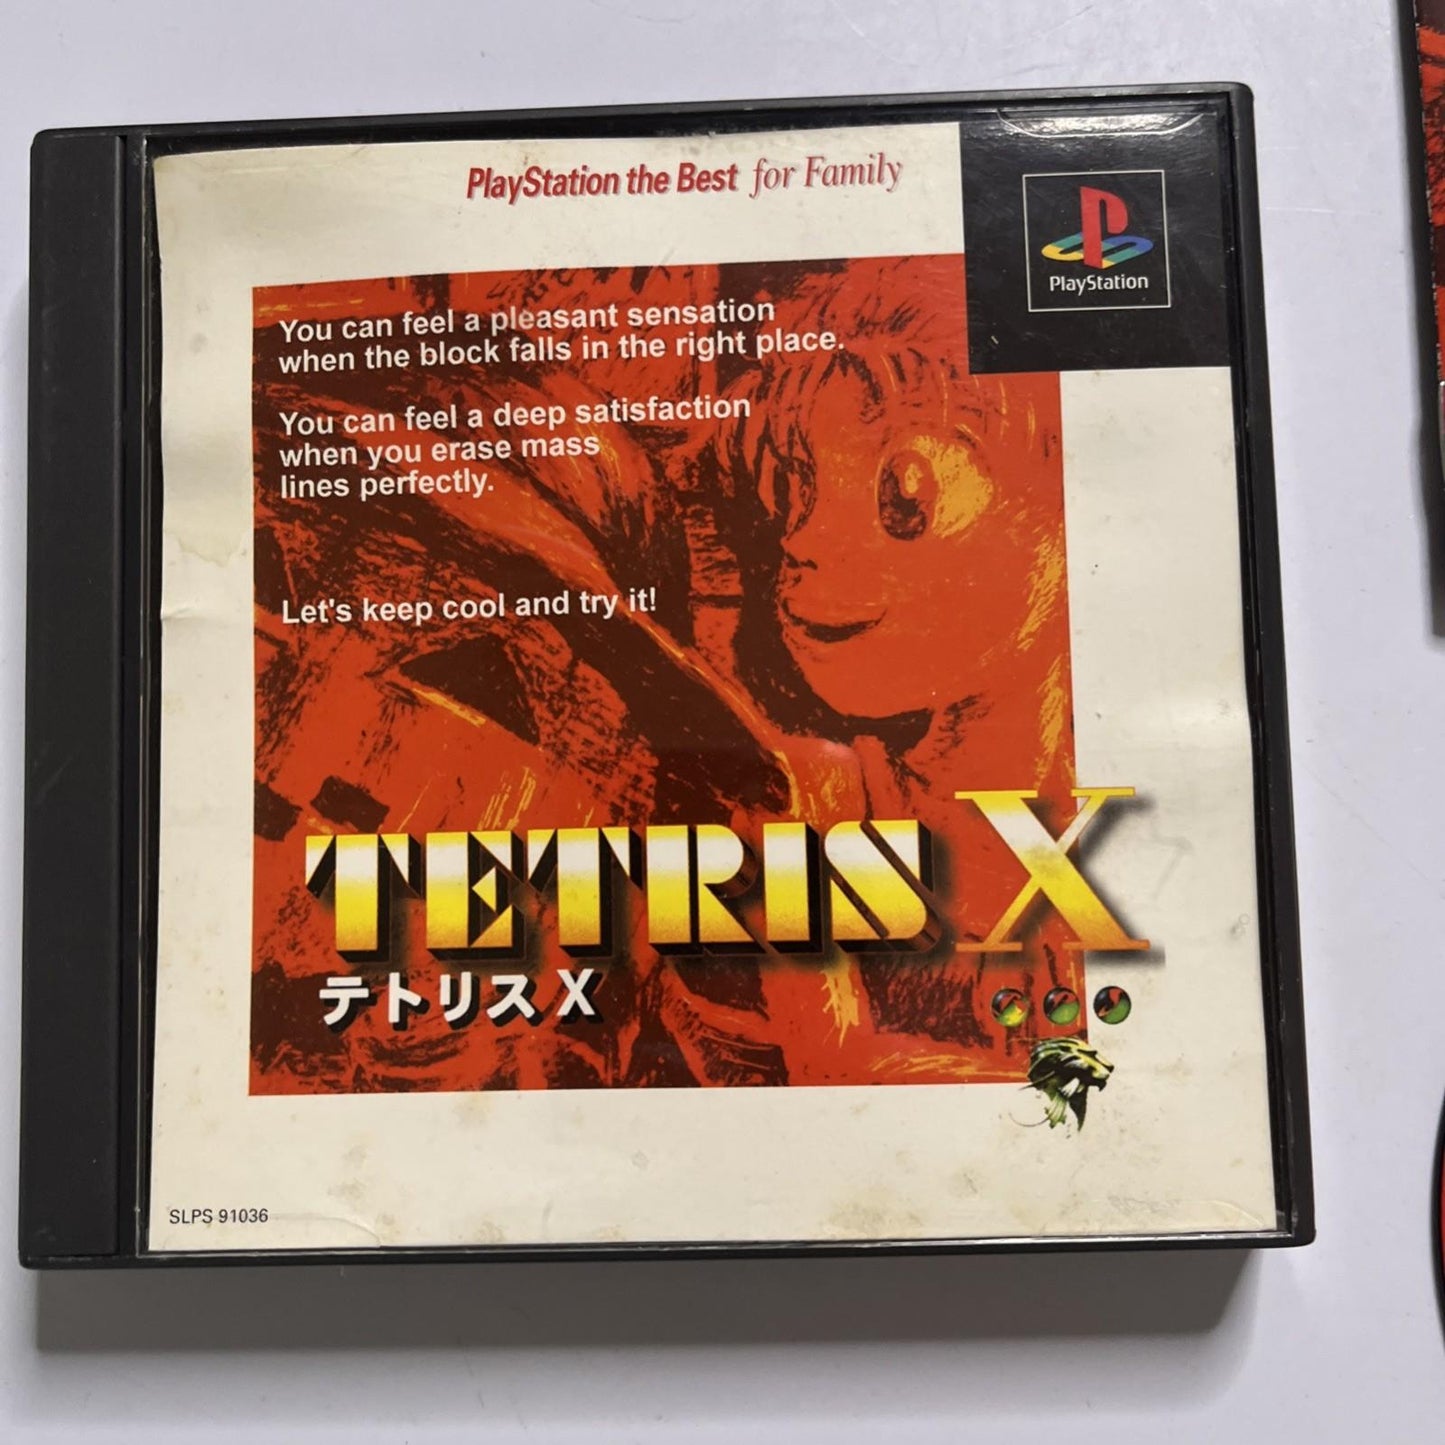 PlayStation the Best for Family
PlayStation
You can feel a pleasant sensation
when the block falls in the right place.
You can feel a deep satisfaction
when you erase mass
lines perfectly.
Let's keep cool and try it!
TETRIS X
テトリス X
SLPS 91036